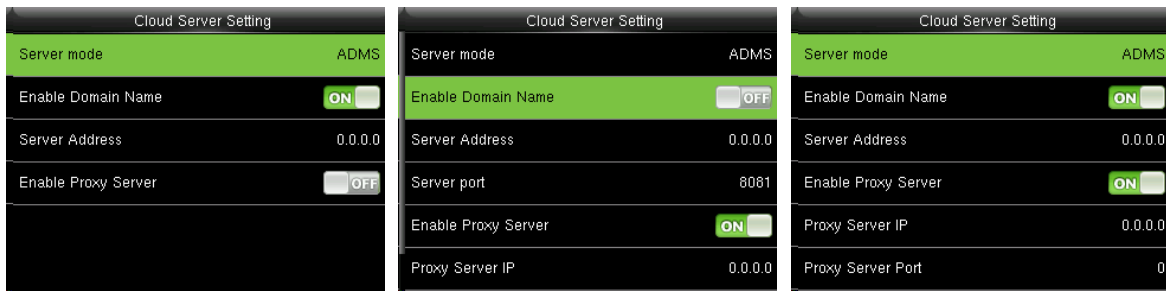 Cloud Server Setting
Server mode ADMS
Enable Domain Name ON
Server Address 0.0.0.0
Enable Proxy Server OFF
Cloud Server Setting
Server mode ADMS
Enable Domain Name OFF
Server Address 0.0.0.0
Server port 8081
Enable Proxy Server ON
Proxy Server IP 0.0.0.0
Cloud Server Setting
Server mode ADMS
Enable Domain Name ON
Server Address 0.0.0.0
Enable Proxy Server ON
Proxy Server IP 0.0.0.0
Proxy Server Port 0